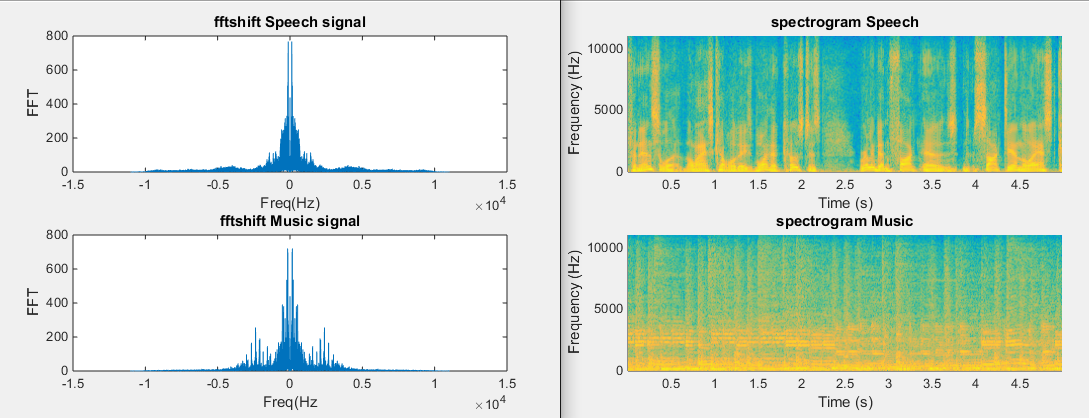 fftshift Speech signal
800
600
400
200
0
FFT
-1.5 -1 -0.5 0 0.5 1 1.5
Freq(Hz)
×10⁴
fftshift Music signal
800
600
400
200
0
FFT
-1.5 -1 -0.5 0 0.5 1 1.5
Freq(Hz
×10⁴
spectrogram Speech
10000
5000
0
Frequency (Hz)
0.5 1 1.5 2 2.5 3 3.5 4 4.5
Time (s)
spectrogram Music
10000
5000
0
Frequency (Hz)
0.5 1 1.5 2 2.5 3 3.5 4 4.5
Time (s)